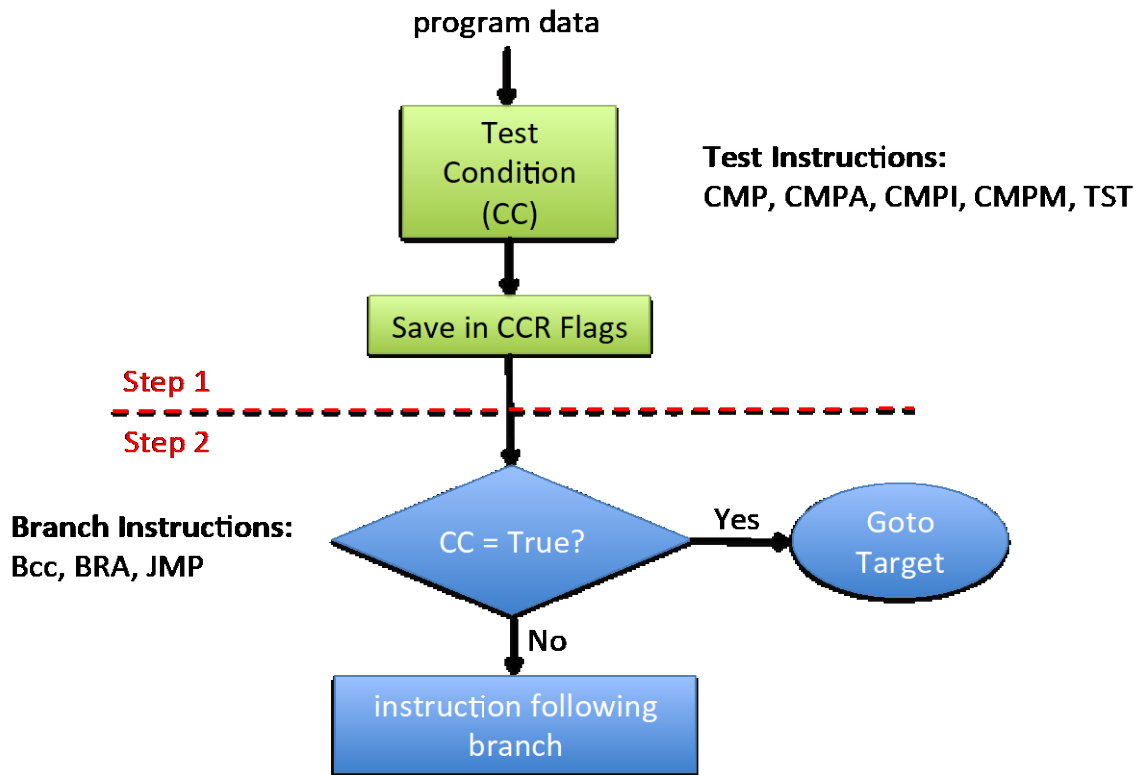 program data
Test
Condition
(CC)
Test Instructions:
CMP, CMPA, CMPI, CMPM, TST
Save in CCR Flags
Step 1
Step 2
Branch Instructions:
Bcc, BRA, JMP
CC = True?
Yes
Goto
Target
No
instruction following
branch